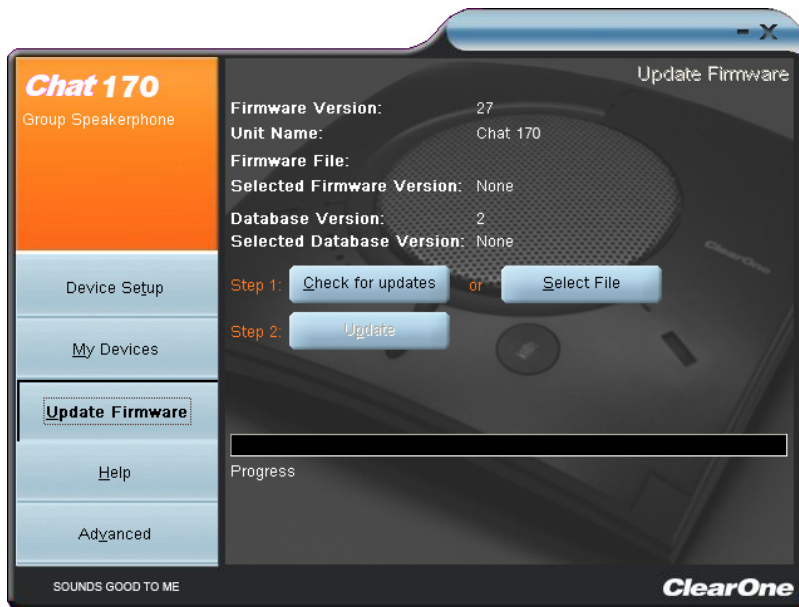 - X
Update Firmware
Chat 170
Group Speakerphone
Firmware Version: 27
Unit Name: Chat 170
Firmware File:
Selected Firmware Version: None
Database Version: 2
Selected Database Version: None
Step 1: Check for updates or Select File
Step 2: Update
Progress
Device Setup
My Devices
Update Firmware
Help
Advanced
SOUNDS GOOD TO ME
ClearOne
ClearOne